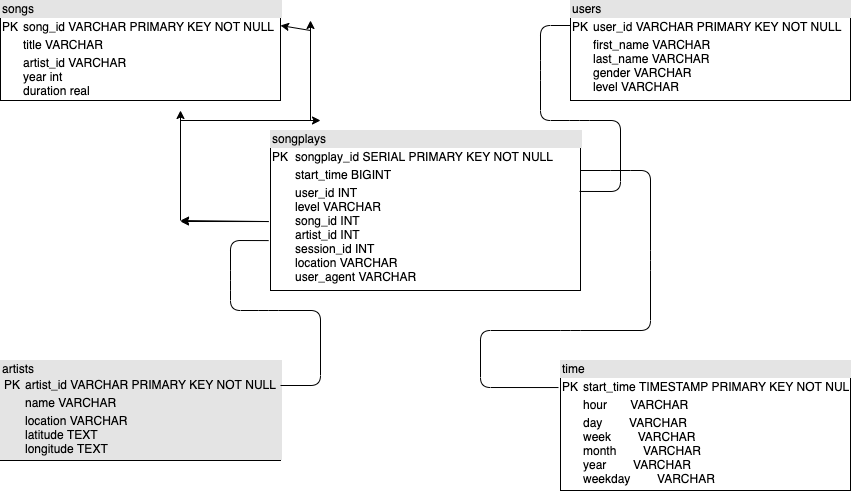 songs
PK song_id VARCHAR PRIMARY KEY NOT NULL
title VARCHAR
artist_id VARCHAR
year int
duration real
users
PK user_id VARCHAR PRIMARY KEY NOT NULL
first_name VARCHAR
last_name VARCHAR
gender VARCHAR
level VARCHAR
songplays
PK songplay_id SERIAL PRIMARY KEY NOT NULL
start_time BIGINT
user_id INT
level VARCHAR
song_id INT
artist_id INT
session_id INT
location VARCHAR
user_agent VARCHAR
artists
PK artist_id VARCHAR PRIMARY KEY NOT NULL
name VARCHAR
location VARCHAR
latitude TEXT
longitude TEXT
time
PK start_time TIMESTAMP PRIMARY KEY NOT NUL
hour VARCHAR
day VARCHAR
week VARCHAR
month VARCHAR
year VARCHAR
weekday VARCHAR